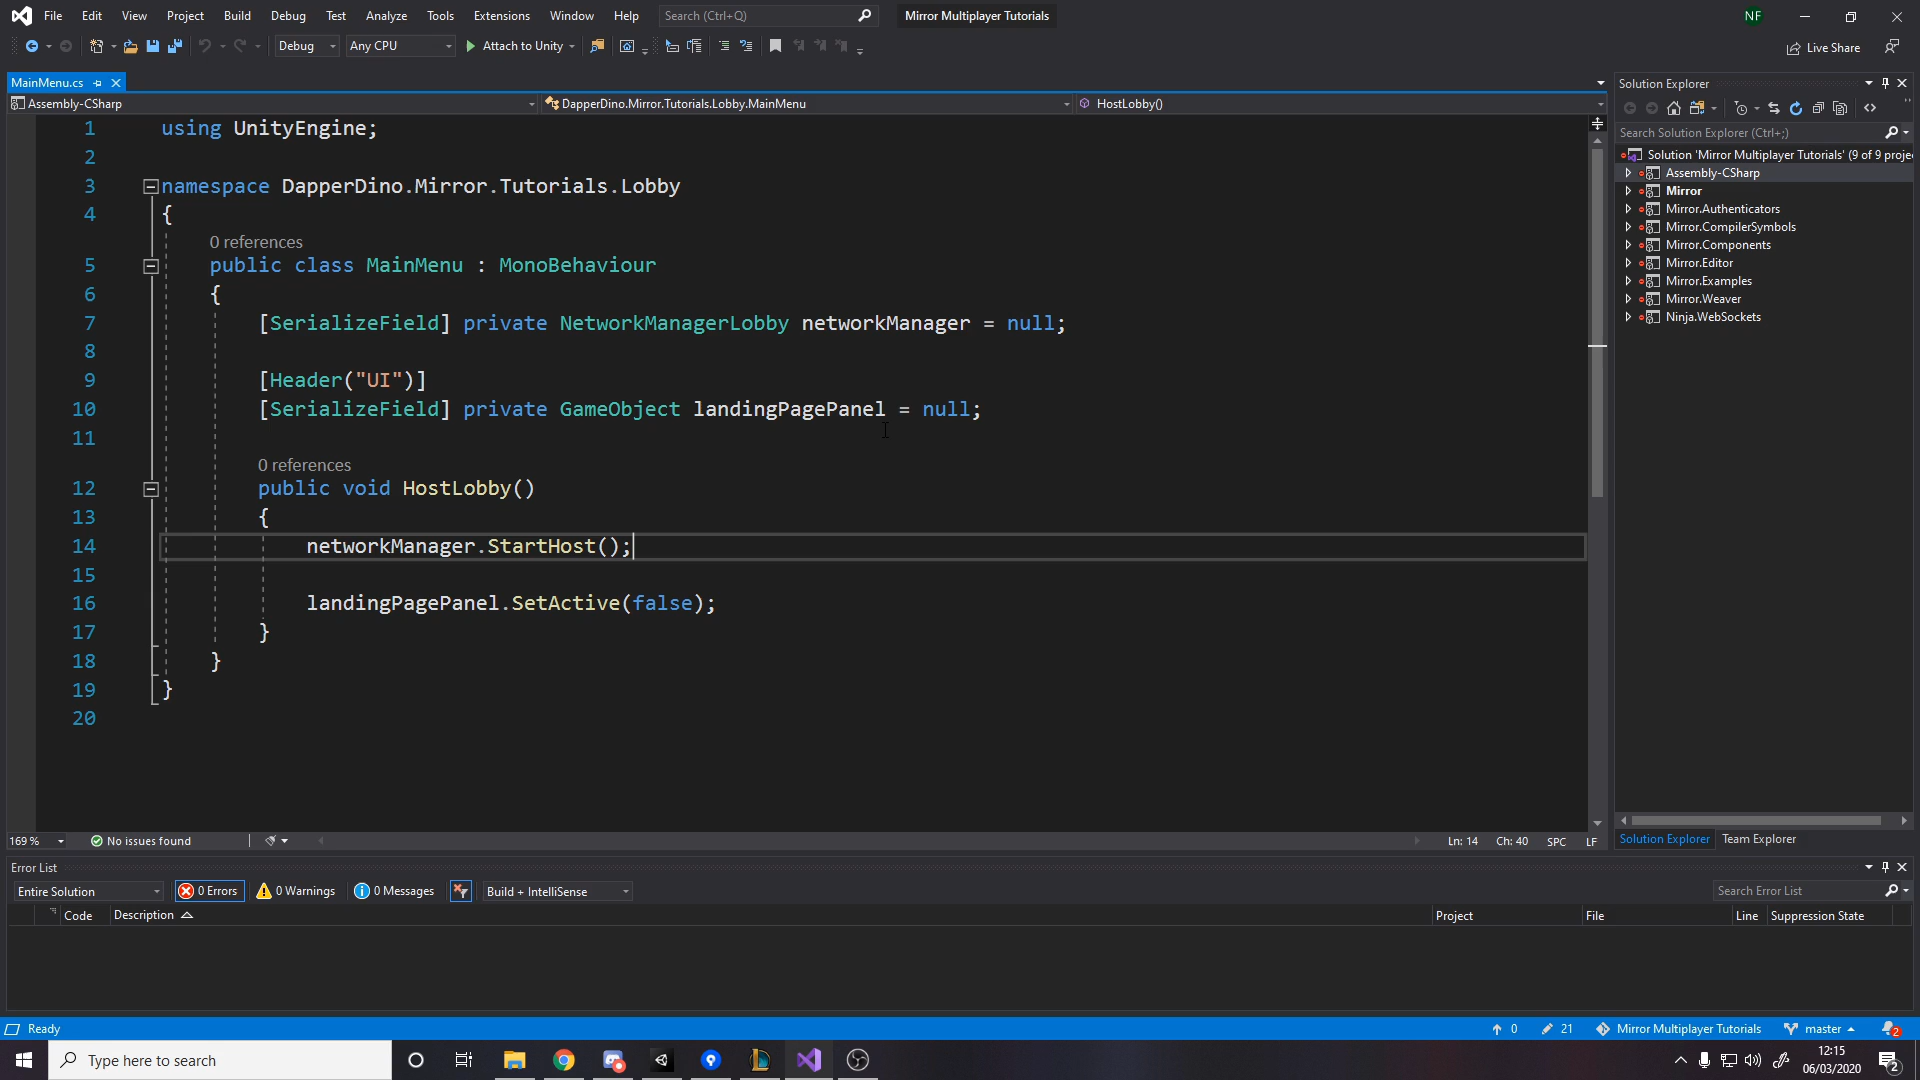 File Edit View Project Build Debug Test Analyze Tools Extensions Window Help Search (Ctrl+Q) Mirror Multiplayer Tutorials NF
Debug Any CPU Attach to Unity Live Share
MainMenu.cs
Assembly-CSharp DapperDino.Mirror.Tutorials.Lobby.MainMenu HostLobby()
1 using UnityEngine;
2
3 namespace DapperDino.Mirror.Tutorials.Lobby
4 {
0 references
5 public class MainMenu : MonoBehaviour
6 {
7 [SerializeField] private NetworkManagerLobby networkManager = null;
8
9 [Header("UI")]
10 [SerializeField] private GameObject landingPagePanel = null;
11
0 references
12 public void HostLobby()
13 {
14 networkManager.StartHost();
15
16 landingPagePanel.SetActive(false);
17 }
18 }
19 }
20
169 % No issues found Ln: 14 Ch: 40 SPC LF
Solution Explorer
Search Solution Explorer (Ctrl+;)
Solution 'Mirror Multiplayer Tutorials' (9 of 9 proje
Assembly-CSharp
Mirror
Mirror.Authenticators
Mirror.CompilerSymbols
Mirror.Components
Mirror.Editor
Mirror.Examples
Mirror.Weaver
Ninja.WebSockets
Solution Explorer Team Explorer
Error List
Entire Solution 0 Errors 0 Warnings 0 Messages Build + IntelliSense Search Error List
Code Description Project File Line Suppression State
Ready 0 21 Mirror Multiplayer Tutorials master 2
Type here to search 12:15
06/03/2020 2